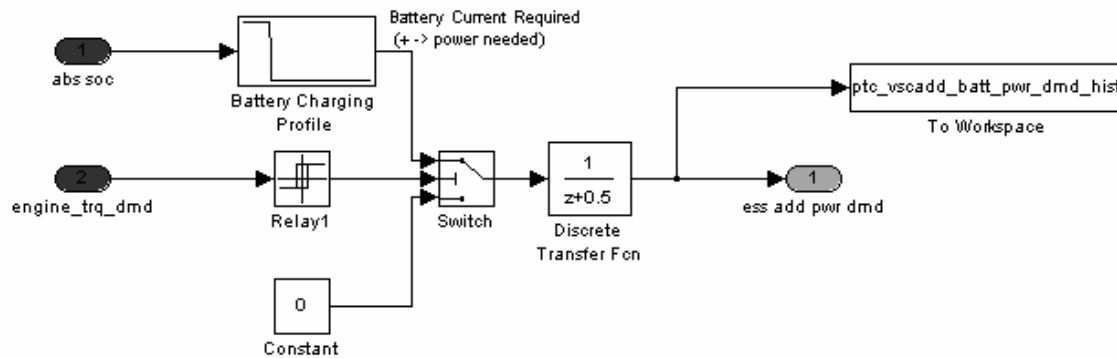 Battery Current Required
(+ -> power needed)
1
abs soc
Battery Charging
Profile
ptc_vscadd_batt_pwr_dmd_hist
To Workspace
2
engine_trq_dmd
Relay1
Switch
1
z+0.5
Discrete
Transfer Fcn
1
ess add pwr dmd
0
Constant